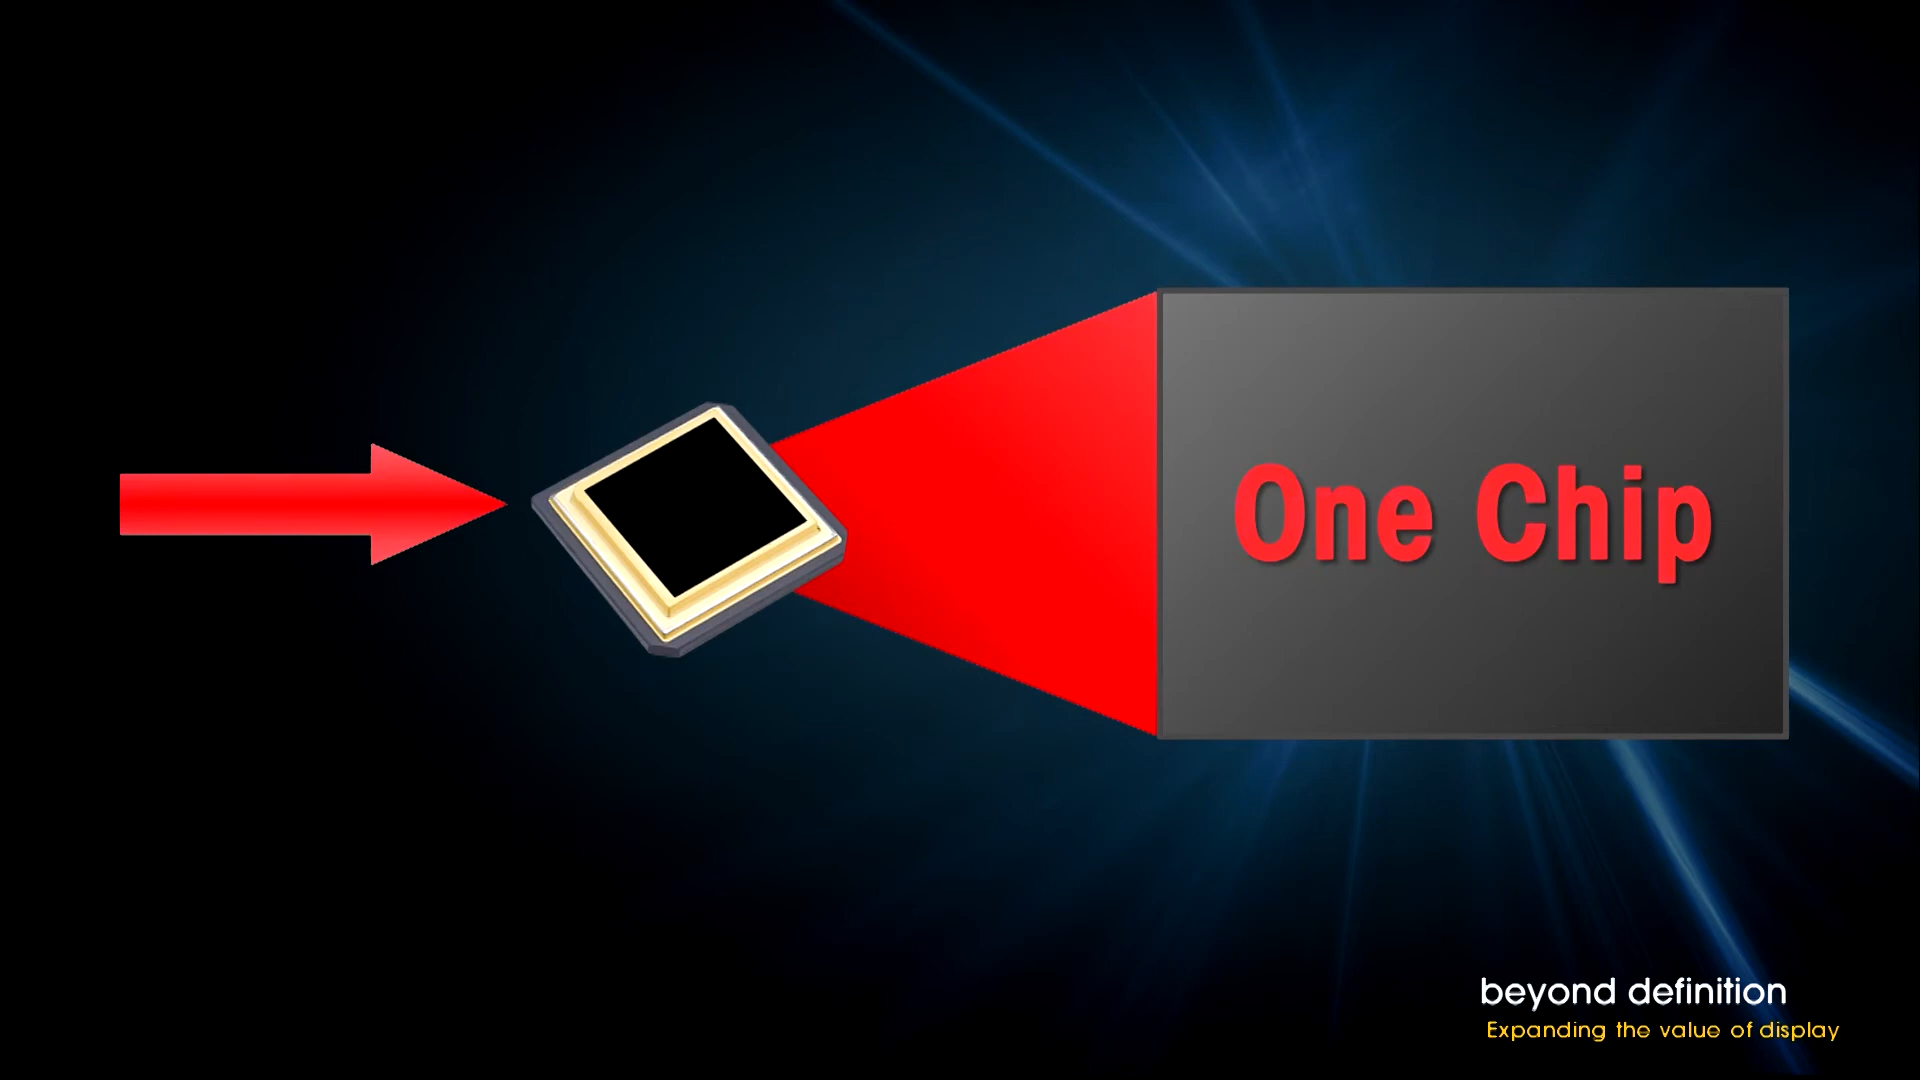 One Chip
beyond definition
Expanding the value of display